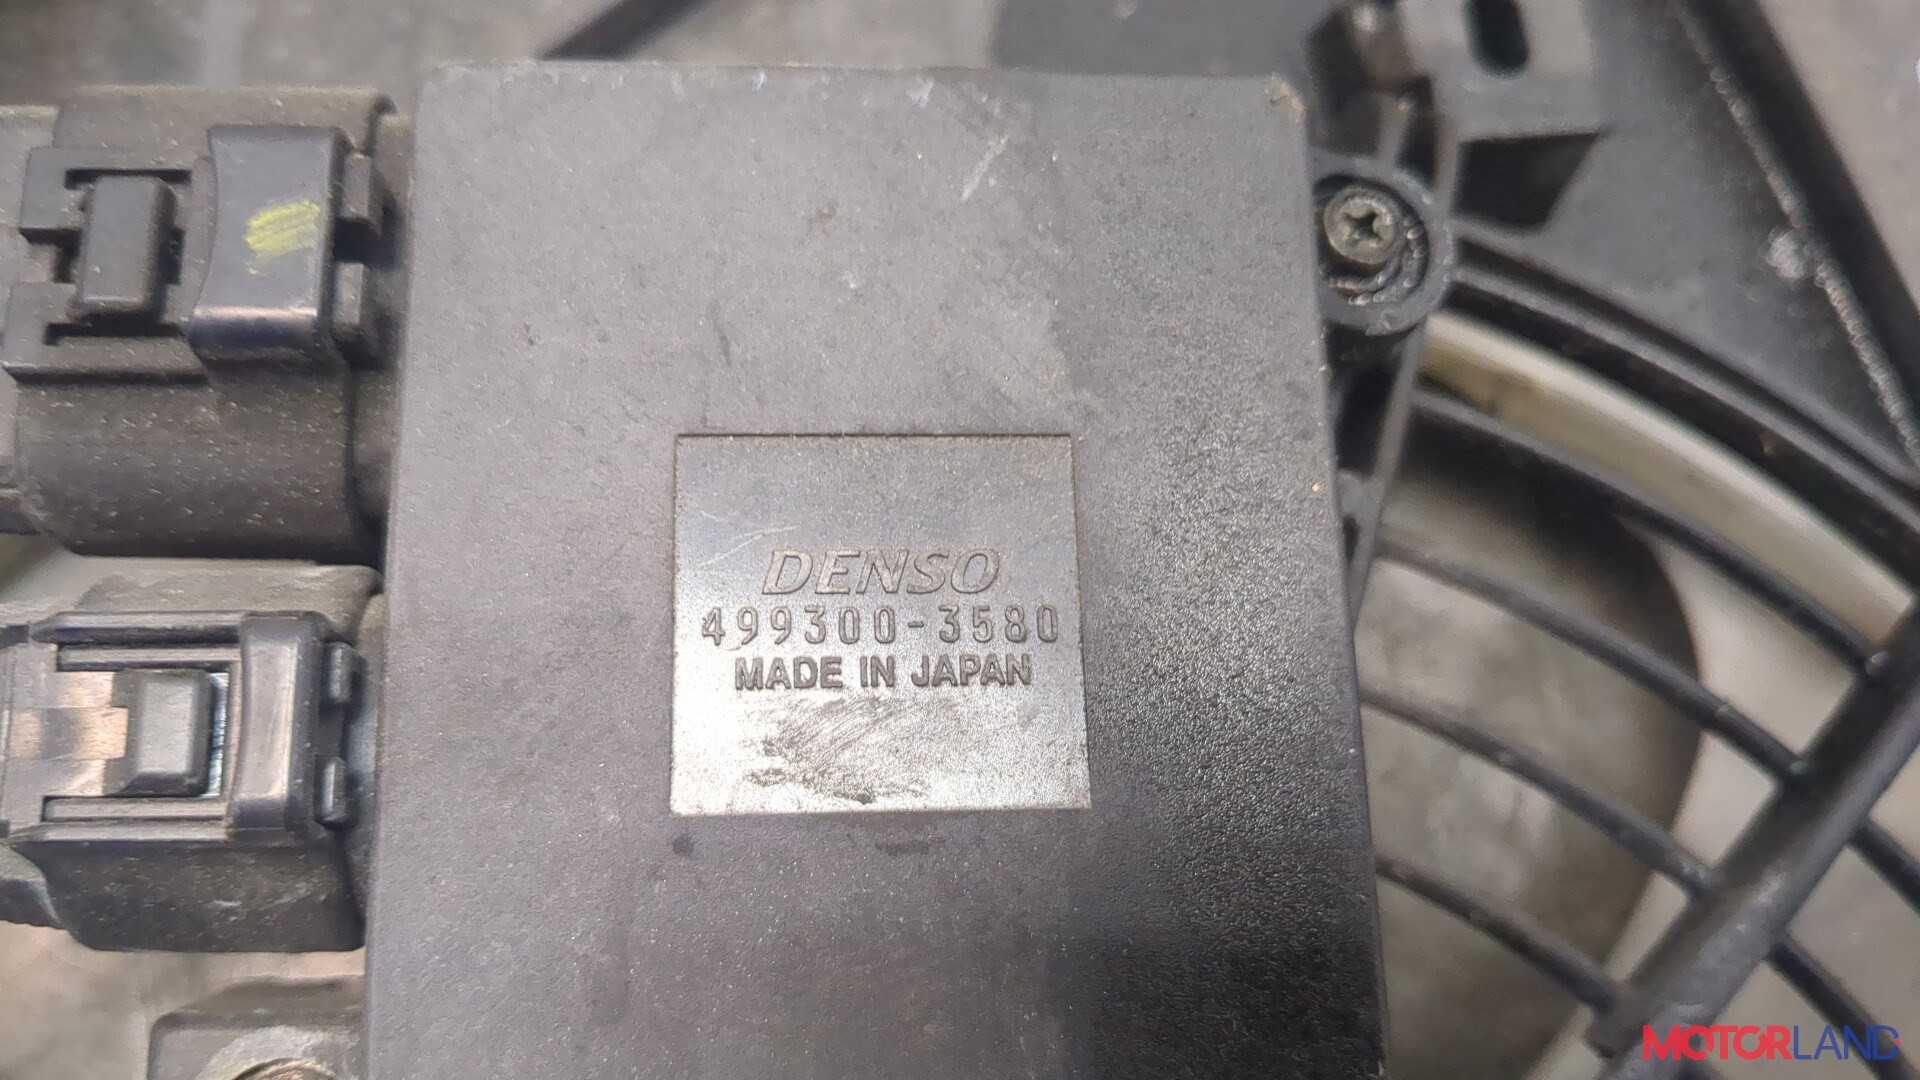 DENSO
499300-3580
MADE IN JAPAN
MOTORLAND